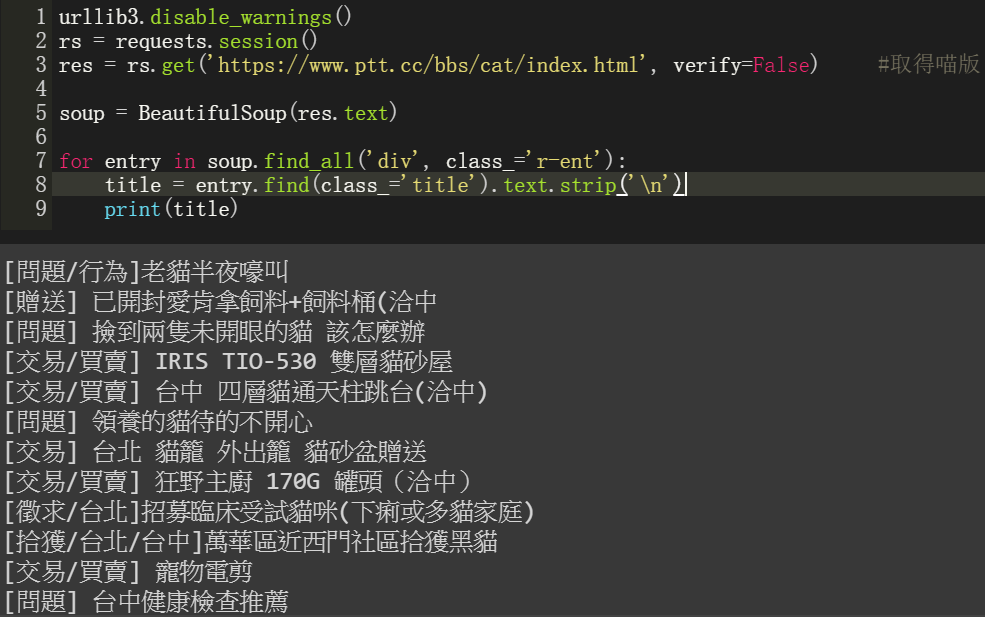 1 urllib3.disable_warnings()
2 rs = requests.session()
3 res = rs.get('https://www.ptt.cc/bbs/cat/index.html', verify=False) #取得喵版
4
5 soup = BeautifulSoup(res.text)
6
7 for entry in soup.find_all('div', class_='r-ent'):
8 title = entry.find(class_='title').text.strip('\n')
9 print(title)
[問題/行為]老貓半夜嚎叫
[贈送] 已開封愛肯拿飼料+飼料桶(洽中
[問題] 撿到兩隻未開眼的貓 該怎麼辦
[交易/買賣] IRIS TIO-530 雙層貓砂屋
[交易/買賣] 台中 四層貓通天柱跳台(洽中)
[問題] 領養的貓待的不開心
[交易] 台北 貓籠 外出籠 貓砂盆贈送
[交易/買賣] 狂野主廚 170G 罐頭（洽中）
[徵求/台北]招募臨床受試貓咪(下痢或多貓家庭)
[拾獲/台北/台中]萬華區近西門社區拾獲黑貓
[交易/買賣] 寵物電剪
[問題] 台中健康檢查推薦